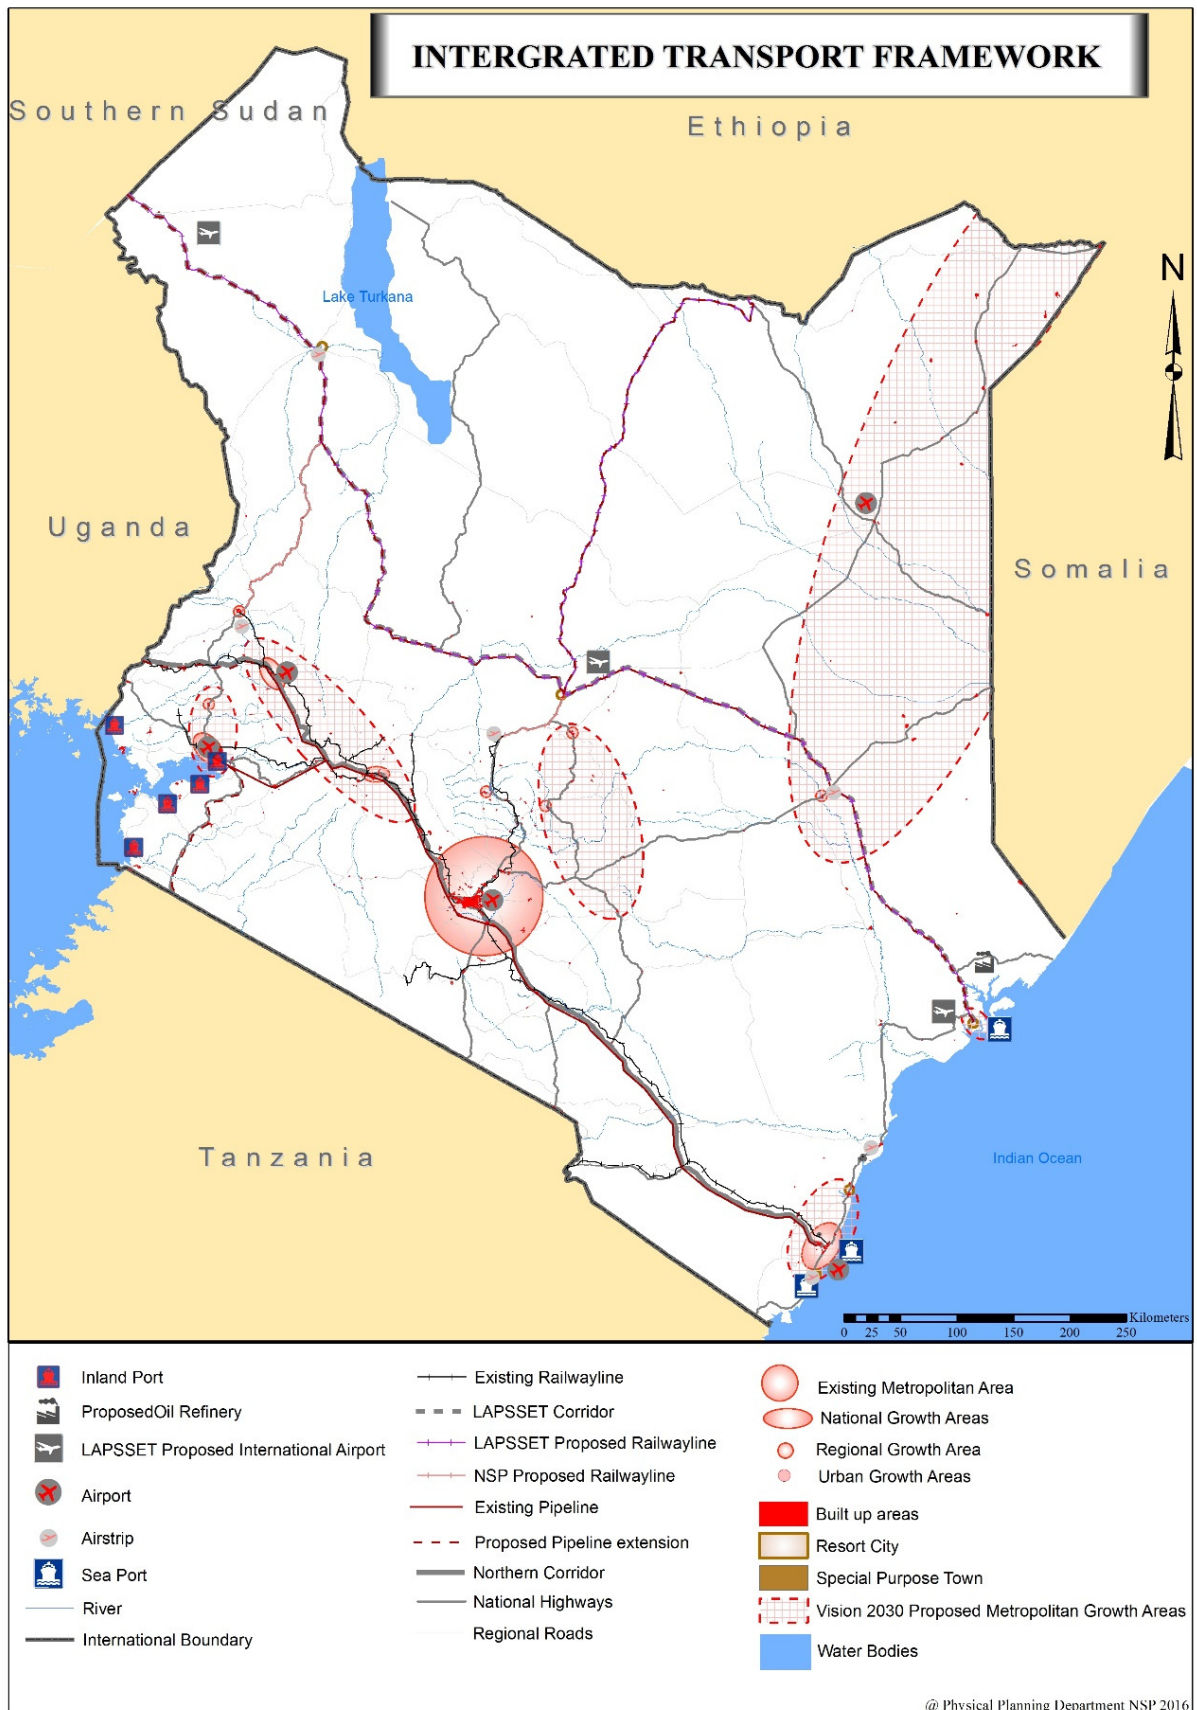 INTERGRATED TRANSPORT FRAMEWORK
Southern Sudan
Ethiopia
N
Lake Turkana
Uganda
Somalia
Tanzania
Indian Ocean
Kilometers
0 25 50 100 150 200 250
Inland Port
ProposedOil Refinery
LAPSSET Proposed International Airport
Airport
Airstrip
Sea Port
River
International Boundary
Existing Railwayline
LAPSSET Corridor
LAPSSET Proposed Railwayline
NSP Proposed Railwayline
Existing Pipeline
Proposed Pipeline extension
Northern Corridor
National Highways
Regional Roads
Existing Metropolitan Area
National Growth Areas
Regional Growth Area
Urban Growth Areas
Built up areas
Resort City
Special Purpose Town
Vision 2030 Proposed Metropolitan Growth Areas
Water Bodies
@ Physical Planning Department NSP 2016